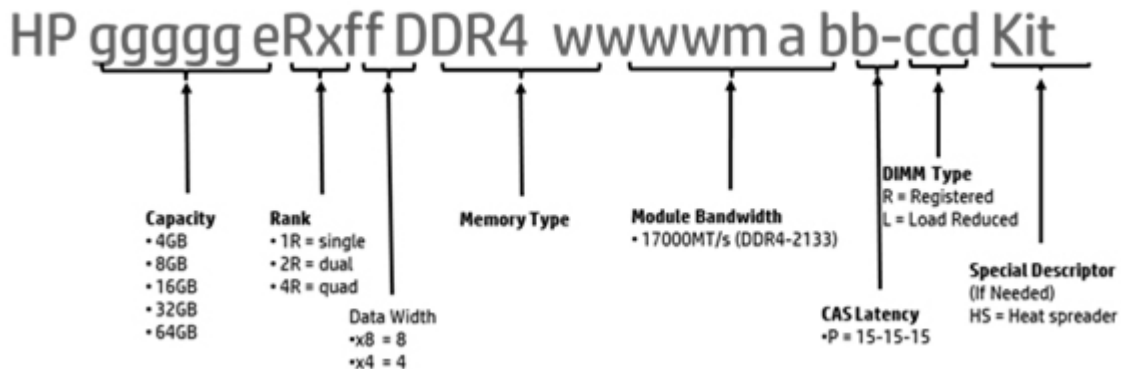 HP ggggg eRxff DDR4 wwwwm a bb-ccd Kit
Capacity
• 4GB
• 8GB
• 16GB
• 32GB
• 64GB
Rank
• 1R = single
• 2R = dual
• 4R = quad
Data Width
•x8 = 8
•x4 = 4
Memory Type
Module Bandwidth
• 17000MT/s (DDR4-2133)
CAS Latency
•P = 15-15-15
DIMM Type
R = Registered
L = Load Reduced
Special Descriptor
(If Needed)
HS = Heat spreader